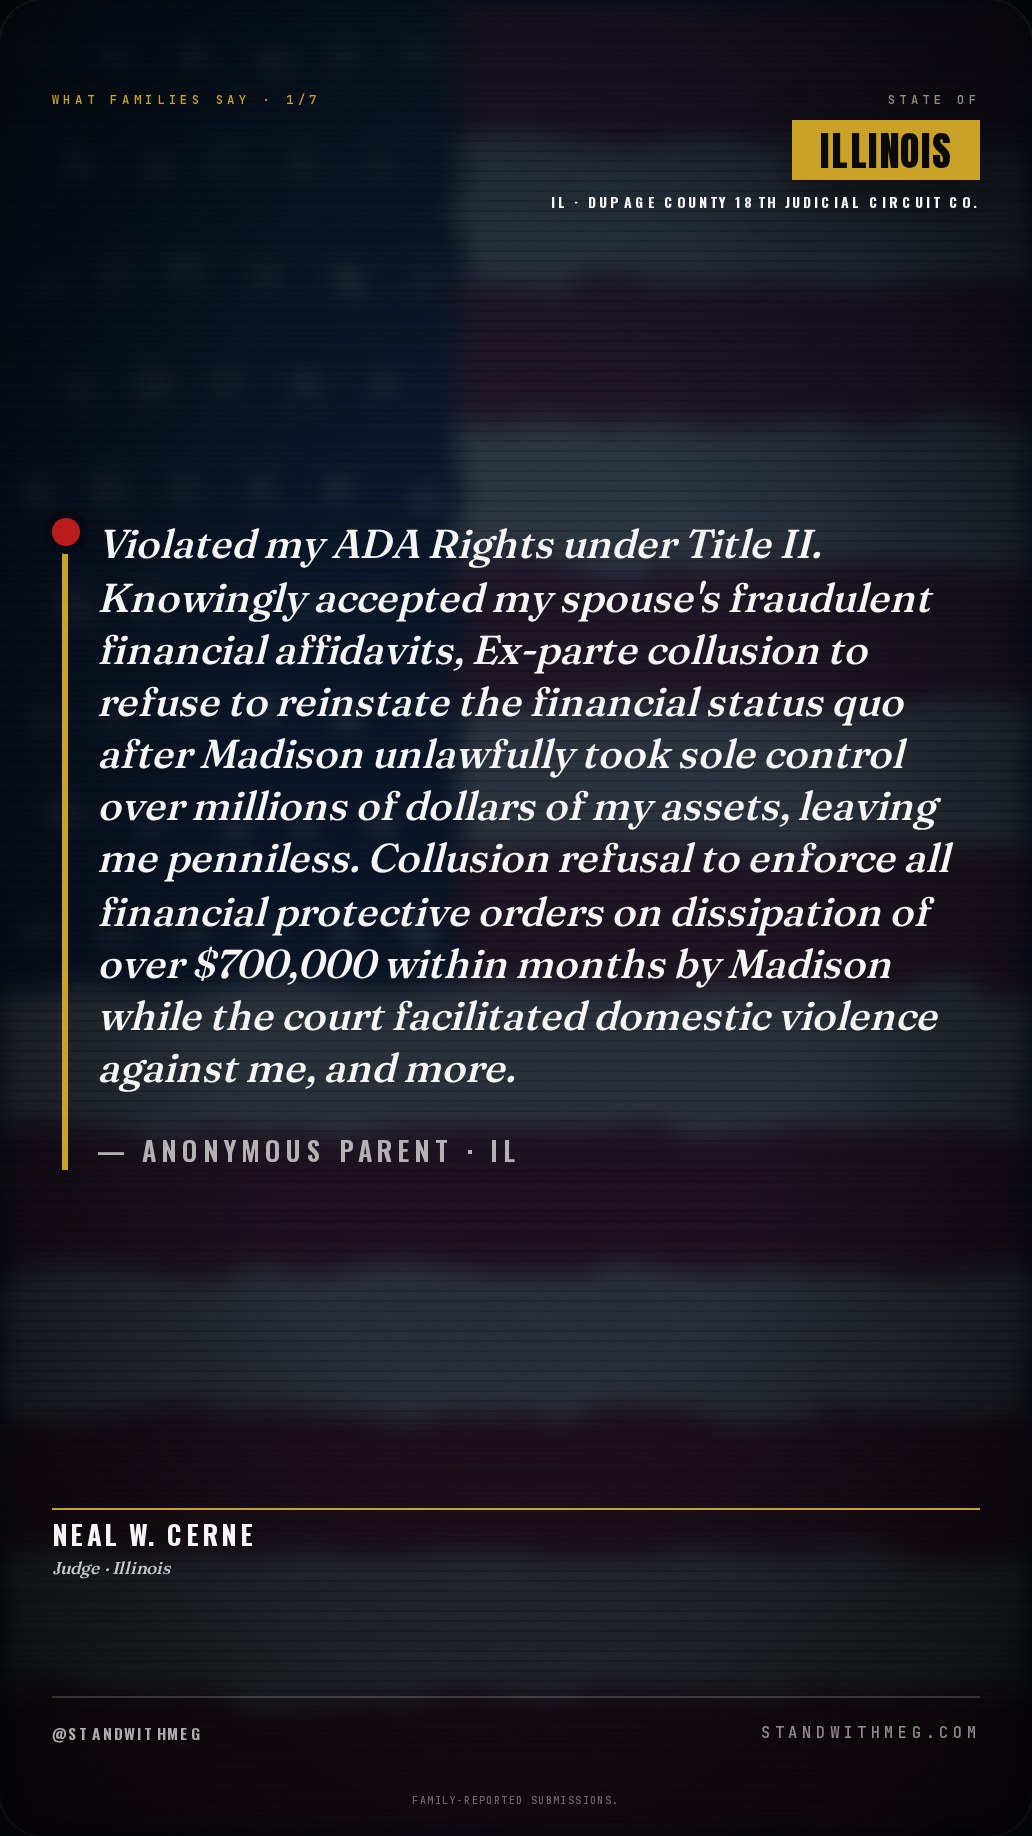 WHAT FAMILIES SAY · 1/7
STATE OF
ILLINOIS
IL · DUPAGE COUNTY 18TH JUDICIAL CIRCUIT CO.
Violated my ADA Rights under Title II.
Knowingly accepted my spouse's fraudulent
financial affidavits, Ex-parte collusion to
refuse to reinstate the financial status quo
after Madison unlawfully took sole control
over millions of dollars of my assets, leaving
me penniless. Collusion refusal to enforce all
financial protective orders on dissipation of
over $700,000 within months by Madison
while the court facilitated domestic violence
against me, and more.
— ANONYMOUS PARENT · IL
NEAL W. CERNE
Judge · Illinois
@STANDWITHMEG
STANDWITHMEG.COM
FAMILY-REPORTED SUBMISSIONS.